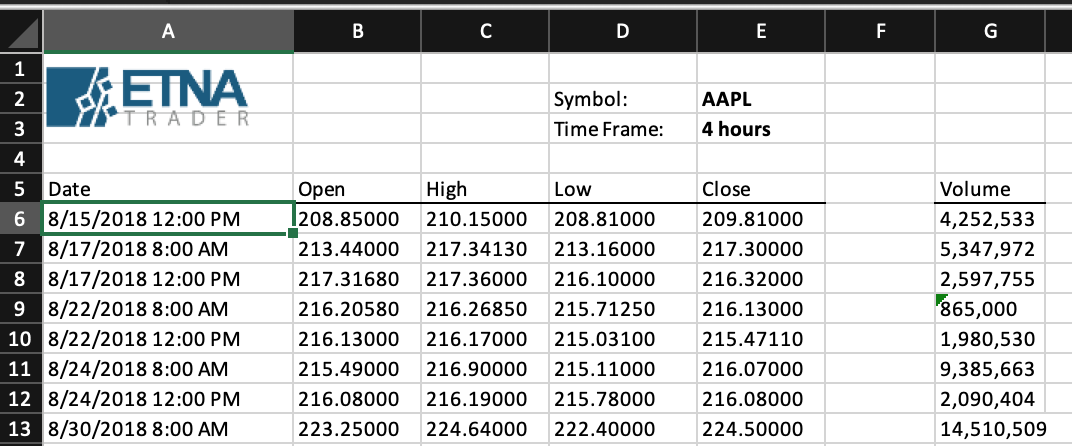 A B C D E F G
1
ETNA
2 Symbol: AAPL
TRADER
3 Time Frame: 4 hours
4
5 Date Open High Low Close Volume
6 8/15/2018 12:00 PM 208.85000 210.15000 208.81000 209.81000 4,252,533
7 8/17/2018 8:00 AM 213.44000 217.34130 213.16000 217.30000 5,347,972
8 8/17/2018 12:00 PM 217.31680 217.36000 216.10000 216.32000 2,597,755
9 8/22/2018 8:00 AM 216.20580 216.26850 215.71250 216.13000 865,000
10 8/22/2018 12:00 PM 216.13000 216.17000 215.03100 215.47110 1,980,530
11 8/24/2018 8:00 AM 215.49000 216.90000 215.11000 216.07000 9,385,663
12 8/24/2018 12:00 PM 216.08000 216.19000 215.78000 216.08000 2,090,404
13 8/30/2018 8:00 AM 223.25000 224.64000 222.40000 224.50000 14,510,509